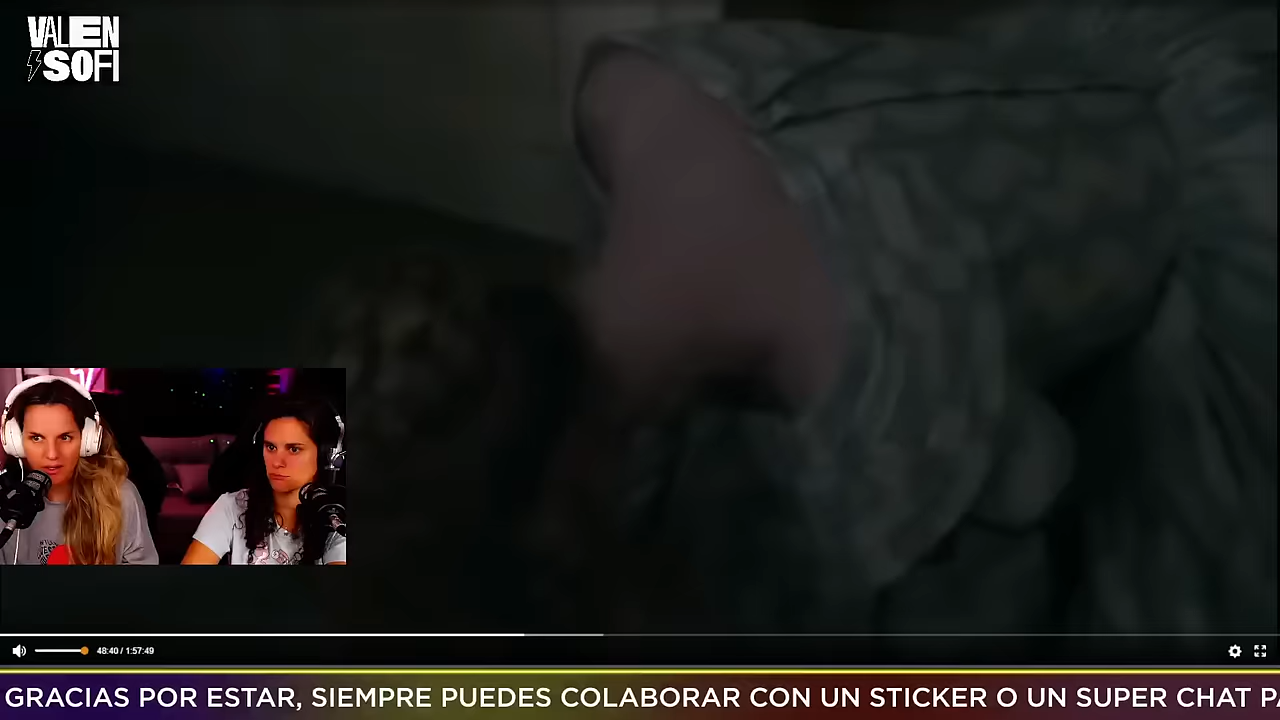 VALEN
SOFI
48:40 / 1:57:49
GRACIAS POR ESTAR, SIEMPRE PUEDES COLABORAR CON UN STICKER O UN SUPER CHAT